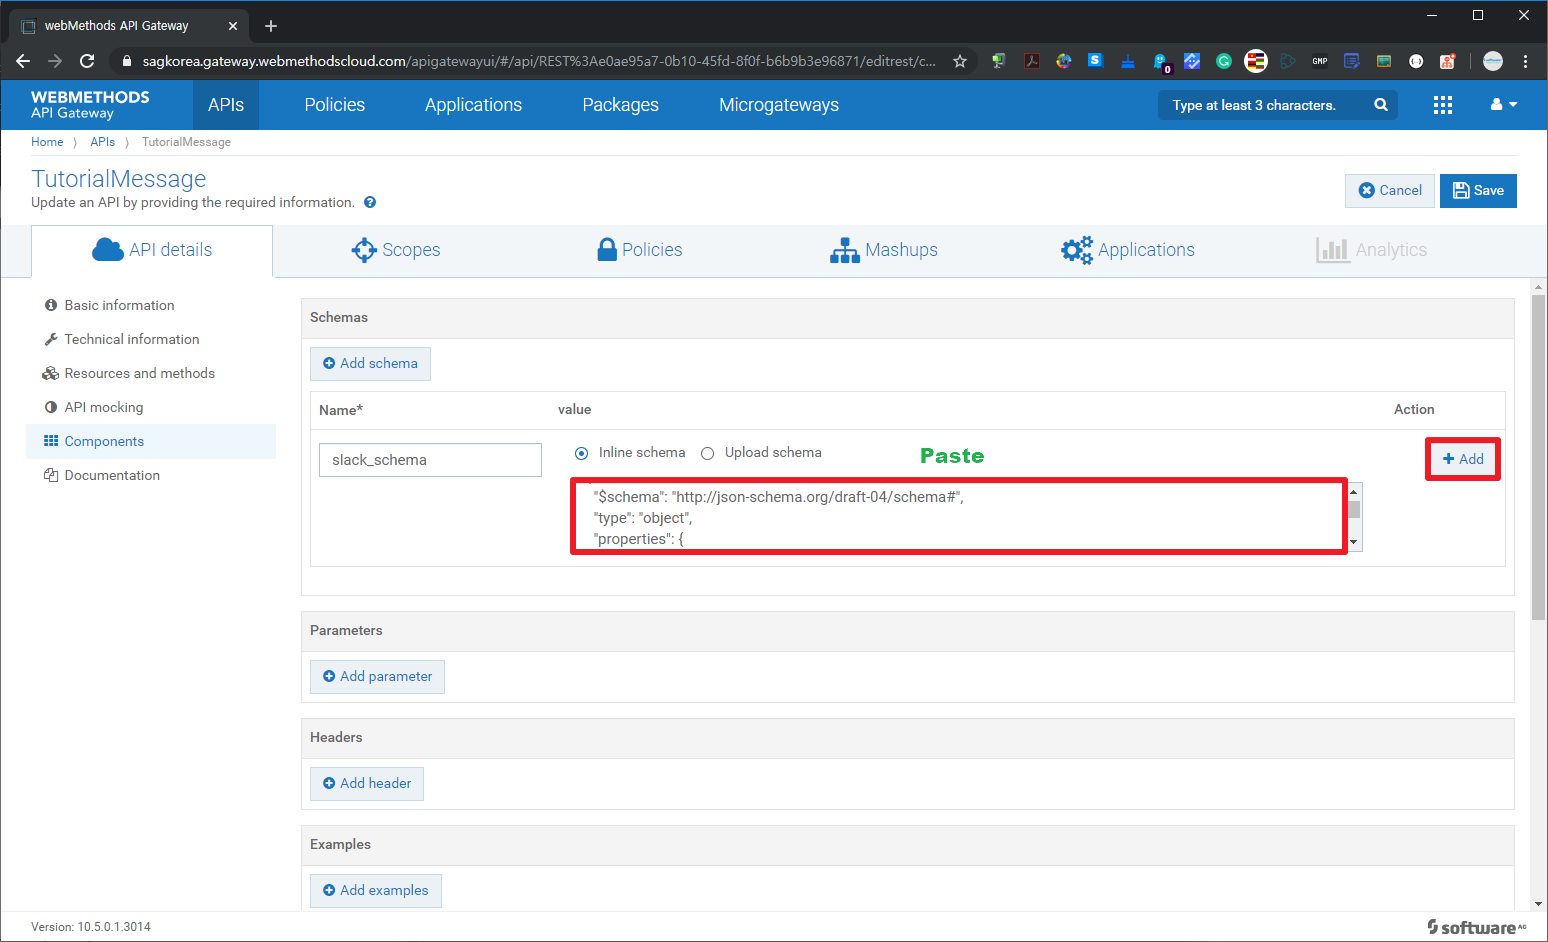 webMethods API Gateway
sagkorea.gateway.webmethodscloud.com/apigatewayui/#/api/REST%3Ae0ae95a7-0b10-45fd-8f0f-b6b9b3e96871/editrest/c...
S
0
G
GMP
WEBMETHODS
API Gateway
APIs
Policies
Applications
Packages
Microgateways
Type at least 3 characters.
Home
APIs
TutorialMessage
TutorialMessage
Update an API by providing the required information.
Cancel
Save
API details
Scopes
Policies
Mashups
Applications
Analytics
Basic information
Technical information
Resources and methods
API mocking
Components
Documentation
Schemas
Add schema
Name*
value
Action
slack_schema
Inline schema
Upload schema
Paste
Add
"$schema": "http://json-schema.org/draft-04/schema#",
"type": "object",
"properties": {
Parameters
Add parameter
Headers
Add header
Examples
Add examples
Version: 10.5.0.1.3014
software AG